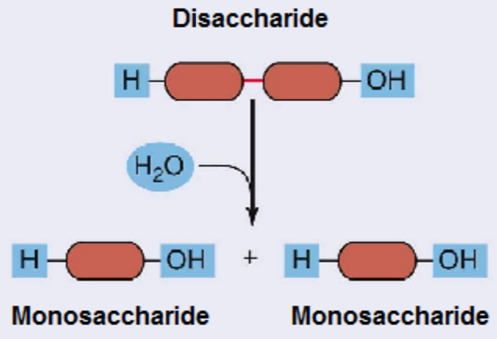 Disaccharide
H OH
H₂O
H OH + H OH
Monosaccharide Monosaccharide